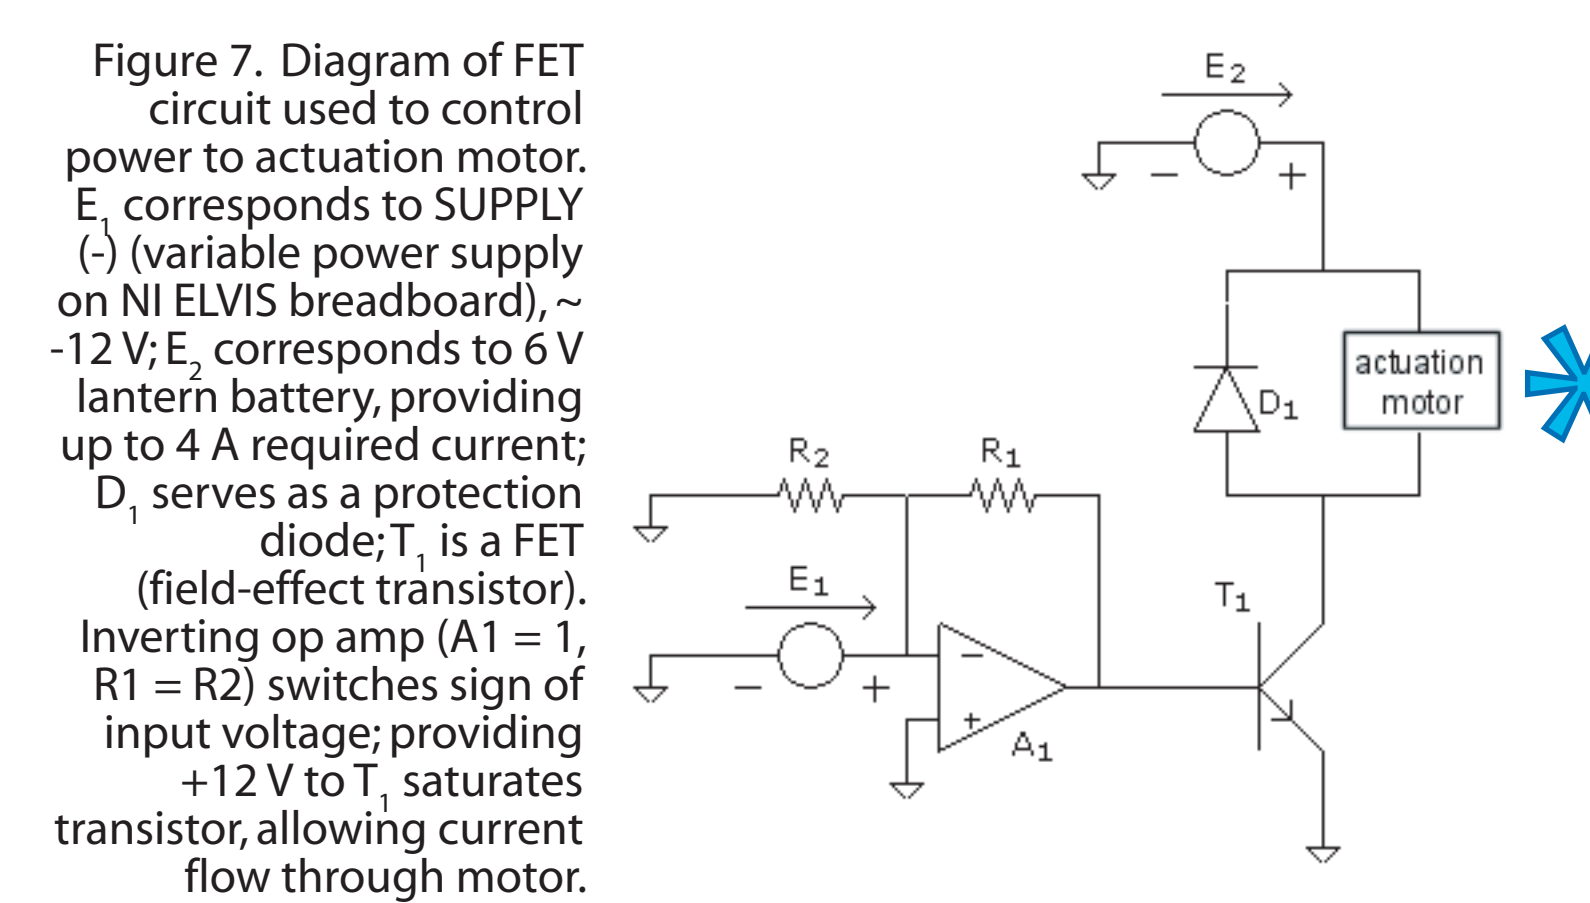 Figure 7. Diagram of FET
circuit used to control
power to actuation motor.
E₁ corresponds to SUPPLY
(-) (variable power supply
on NI ELVIS breadboard), ~
-12 V; E₂ corresponds to 6 V
lantern battery, providing
up to 4 A required current;
D₁ serves as a protection
diode; T₁ is a FET
(field-effect transistor).
Inverting op amp (A1 = 1,
R1 = R2) switches sign of
input voltage; providing
+12 V to T₁ saturates
transistor, allowing current
flow through motor.
E₂
− +
actuation
motor
D₁
R₂ R₁
E₁
T₁
− +
−
+
A₁